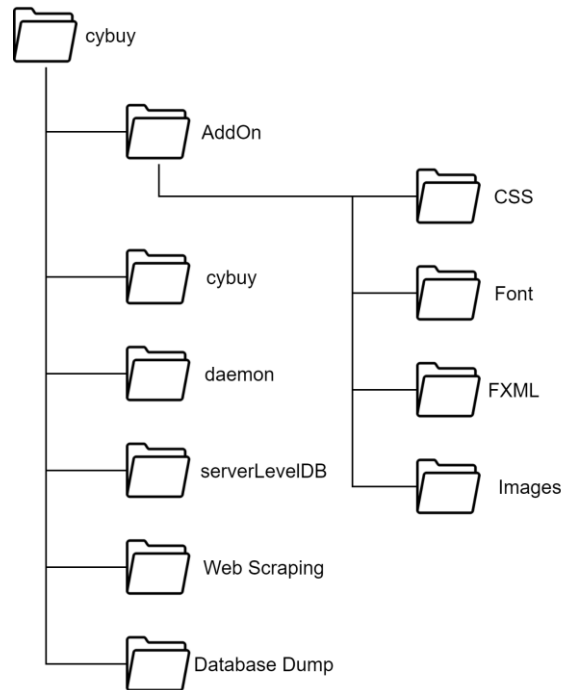 cybuy
AddOn
CSS
cybuy
Font
daemon
FXML
serverLevelDB
Images
Web Scraping
Database Dump